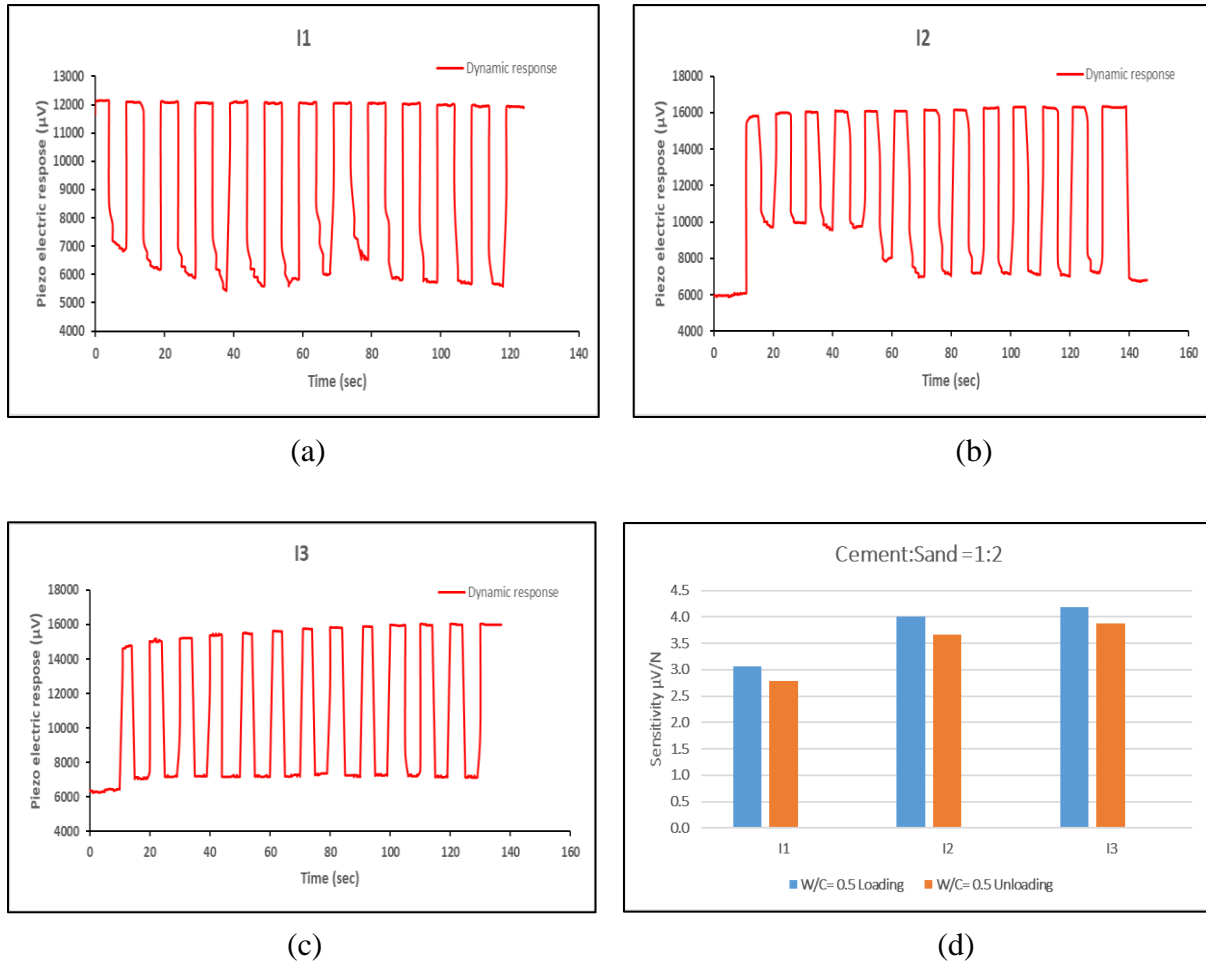 I1
Dynamic response
Piezo electric respose (µV)
13000
12000
11000
10000
9000
8000
7000
6000
5000
4000
0 20 40 60 80 100 120 140
Time (sec)
(a)
I2
Dynamic response
Piezo electric respose (µV)
18000
16000
14000
12000
10000
8000
6000
4000
0 20 40 60 80 100 120 140 160
Time (sec)
(b)
I3
Dynamic response
Piezo electric respose (µV)
18000
16000
14000
12000
10000
8000
6000
4000
0 20 40 60 80 100 120 140 160
Time (sec)
(c)
Cement:Sand =1:2
Sensitivity µV/N
4.5
4.0
3.5
3.0
2.5
2.0
1.5
1.0
0.5
0.0
I1 I2 I3
W/C= 0.5 Loading W/C= 0.5 Unloading
(d)